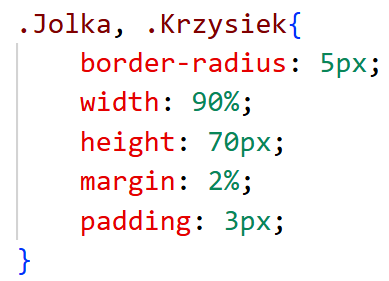 .Jolka, .Krzysiek{
border-radius: 5px;
width: 90%;
height: 70px;
margin: 2%;
padding: 3px;
}